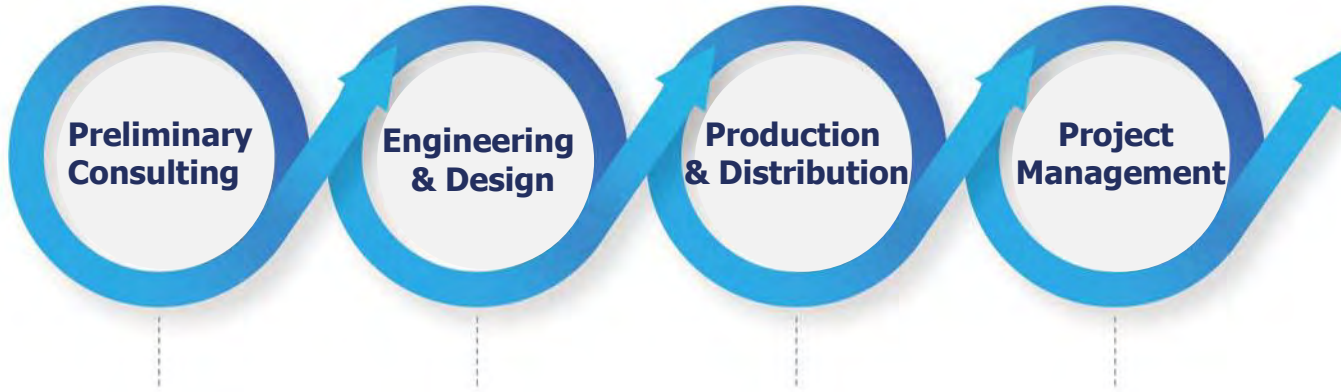 Preliminary
Consulting
Engineering
& Design
Production
& Distribution
Project
Management